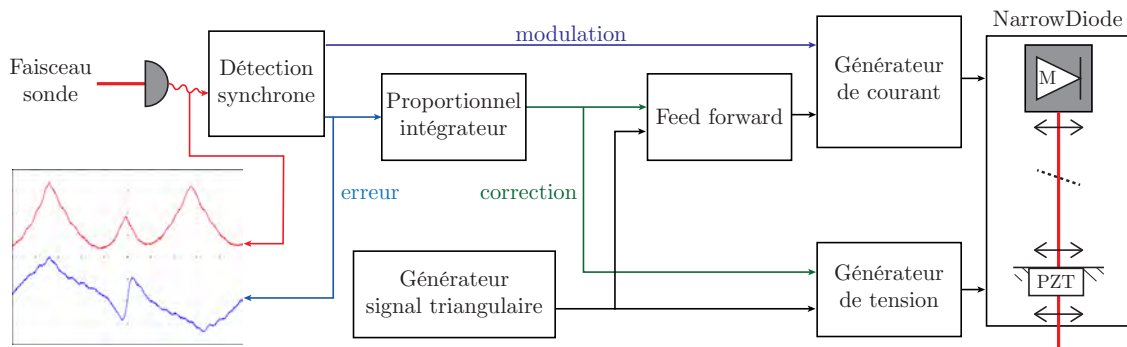 NarrowDiode
modulation
Faisceau
sonde
Détection
synchrone
Générateur
de courant
M
Proportionnel
intégrateur
Feed forward
erreur
correction
Générateur
signal triangulaire
Générateur
de tension
PZT